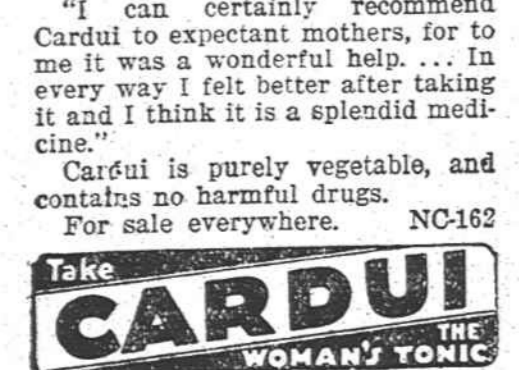 "I can certainly recommend
Cardui to expectant mothers, for to
me it was a wonderful help. ... In
every way I felt better after taking
it and I think it is a splendid medi-
cine."
Cardui is purely vegetable, and
contains no harmful drugs.
For sale everywhere. NC-162
Take
CARDUI
THE
WOMAN'S TONIC